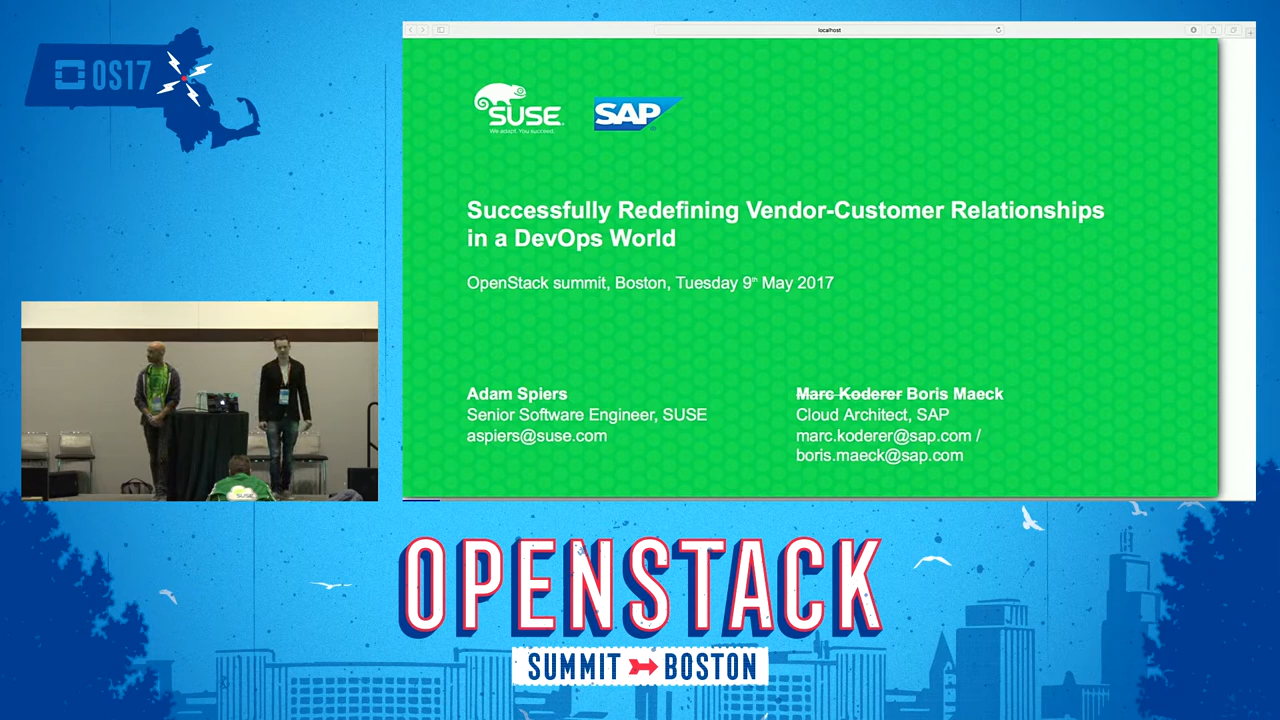 OS17
localhost
SUSE
We adapt. You succeed.
SAP
Successfully Redefining Vendor-Customer Relationships
in a DevOps World
OpenStack summit, Boston, Tuesday 9th May 2017
Adam Spiers
Senior Software Engineer, SUSE
aspiers@suse.com
Marc Koderer Boris Maeck
Cloud Architect, SAP
marc.koderer@sap.com /
boris.maeck@sap.com
SUSE
OPENSTACK
SUMMIT BOSTON